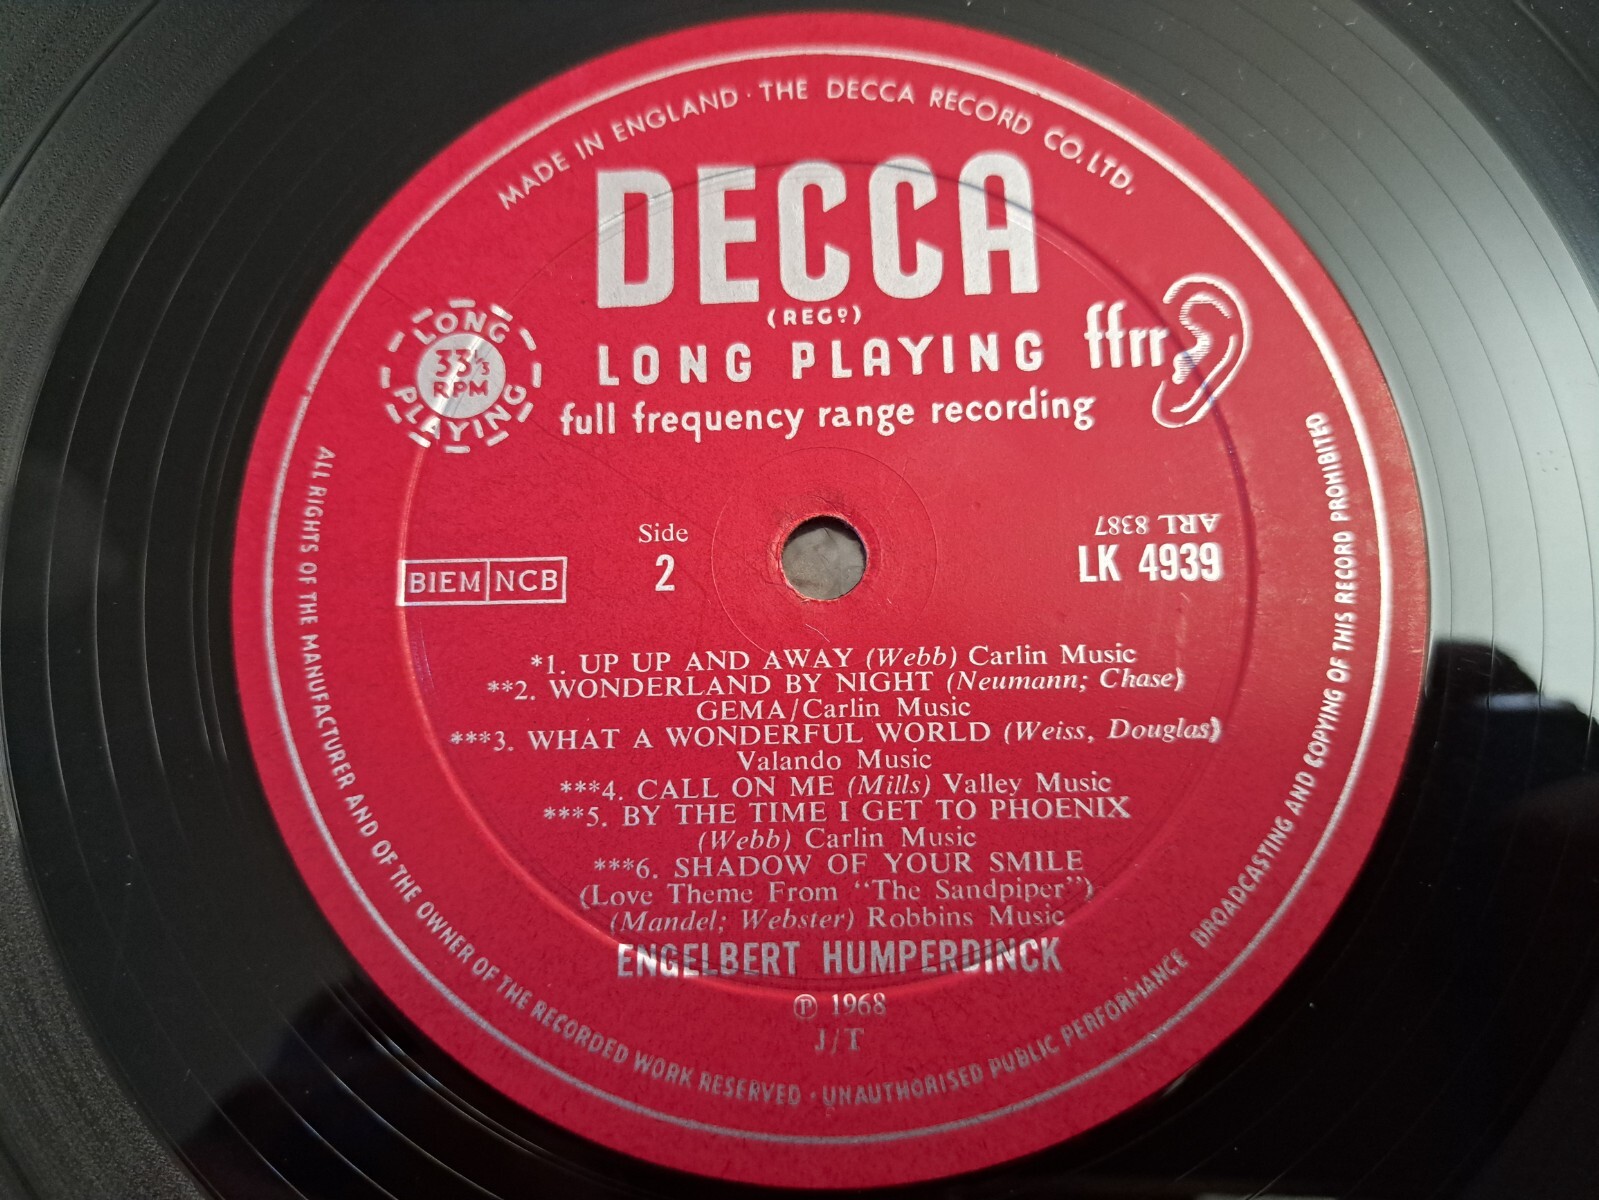 MADE IN ENGLAND · THE DECCA RECORD CO. LTD.
DECCA
(REGD)
LONG PLAYING
ffrr
full frequency range recording
LONG
33 1/3
RPM
PLAYING
Side
2
BIEM NCB
ARL 8387
LK 4939
*1. UP UP AND AWAY (Webb) Carlin Music
**2. WONDERLAND BY NIGHT (Neumann; Chase)
GEMA/Carlin Music
***3. WHAT A WONDERFUL WORLD (Weiss, Douglas)
Valando Music
***4. CALL ON ME (Mills) Valley Music
***5. BY THE TIME I GET TO PHOENIX
(Webb) Carlin Music
***6. SHADOW OF YOUR SMILE
(Love Theme From "The Sandpiper")
(Mandel; Webster) Robbins Music
ENGELBERT HUMPERDINCK
℗ 1968
J/T
ALL RIGHTS OF THE MANUFACTURER AND OF THE OWNER OF THE RECORDED WORK RESERVED · UNAUTHORISED PUBLIC PERFORMANCE BROADCASTING AND COPYING OF THIS RECORD PROHIBITED